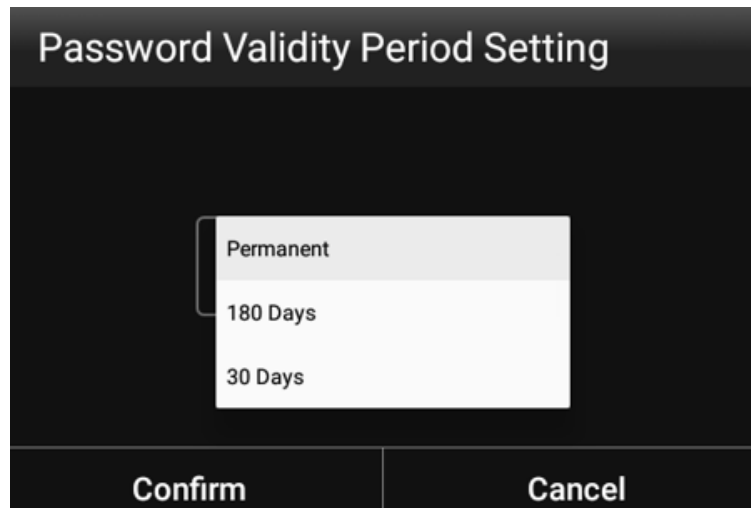 Password Validity Period Setting
Permanent
180 Days
30 Days
Confirm
Cancel